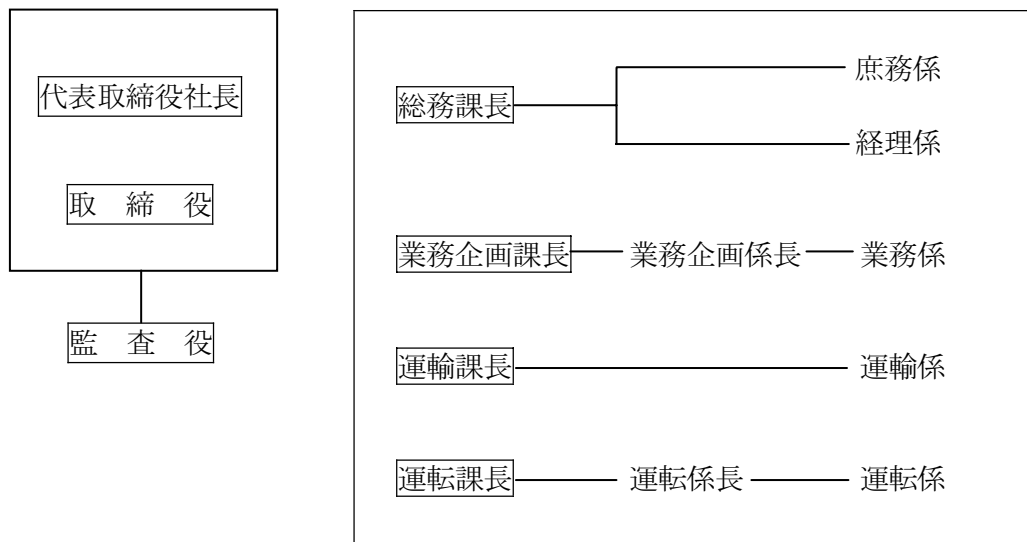 代表取締役社長
取　締　役
監　査　役
総務課長
庶務係
経理係
業務企画課長 業務企画係長 業務係
運輸課長 運輸係
運転課長 運転係長 運転係